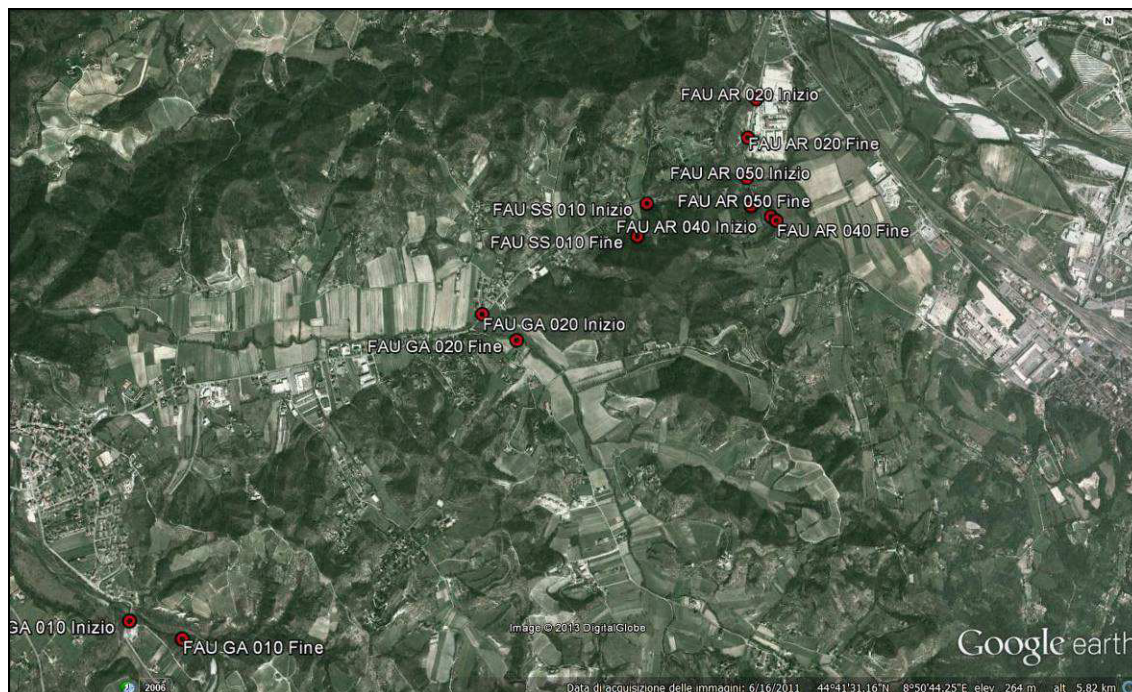 N
FAU AR 020 Inizio
FAU AR 020 Fine
FAU AR 050 Inizio
FAU AR 050 Fine
FAU SS 010 Inizio
FAU AR 040 Inizio
FAU AR 040 Fine
FAU SS 010 Fine
FAU GA 020 Inizio
FAU GA 020 Fine
GA 010 Inizio
FAU GA 010 Fine
Image © 2013 DigitalGlobe
Google earth
2006
Data di acquisizione delle immagini: 6/16/2011 44°41'31.16"N 8°50'44.25"E elev 264 m alt 5.82 km